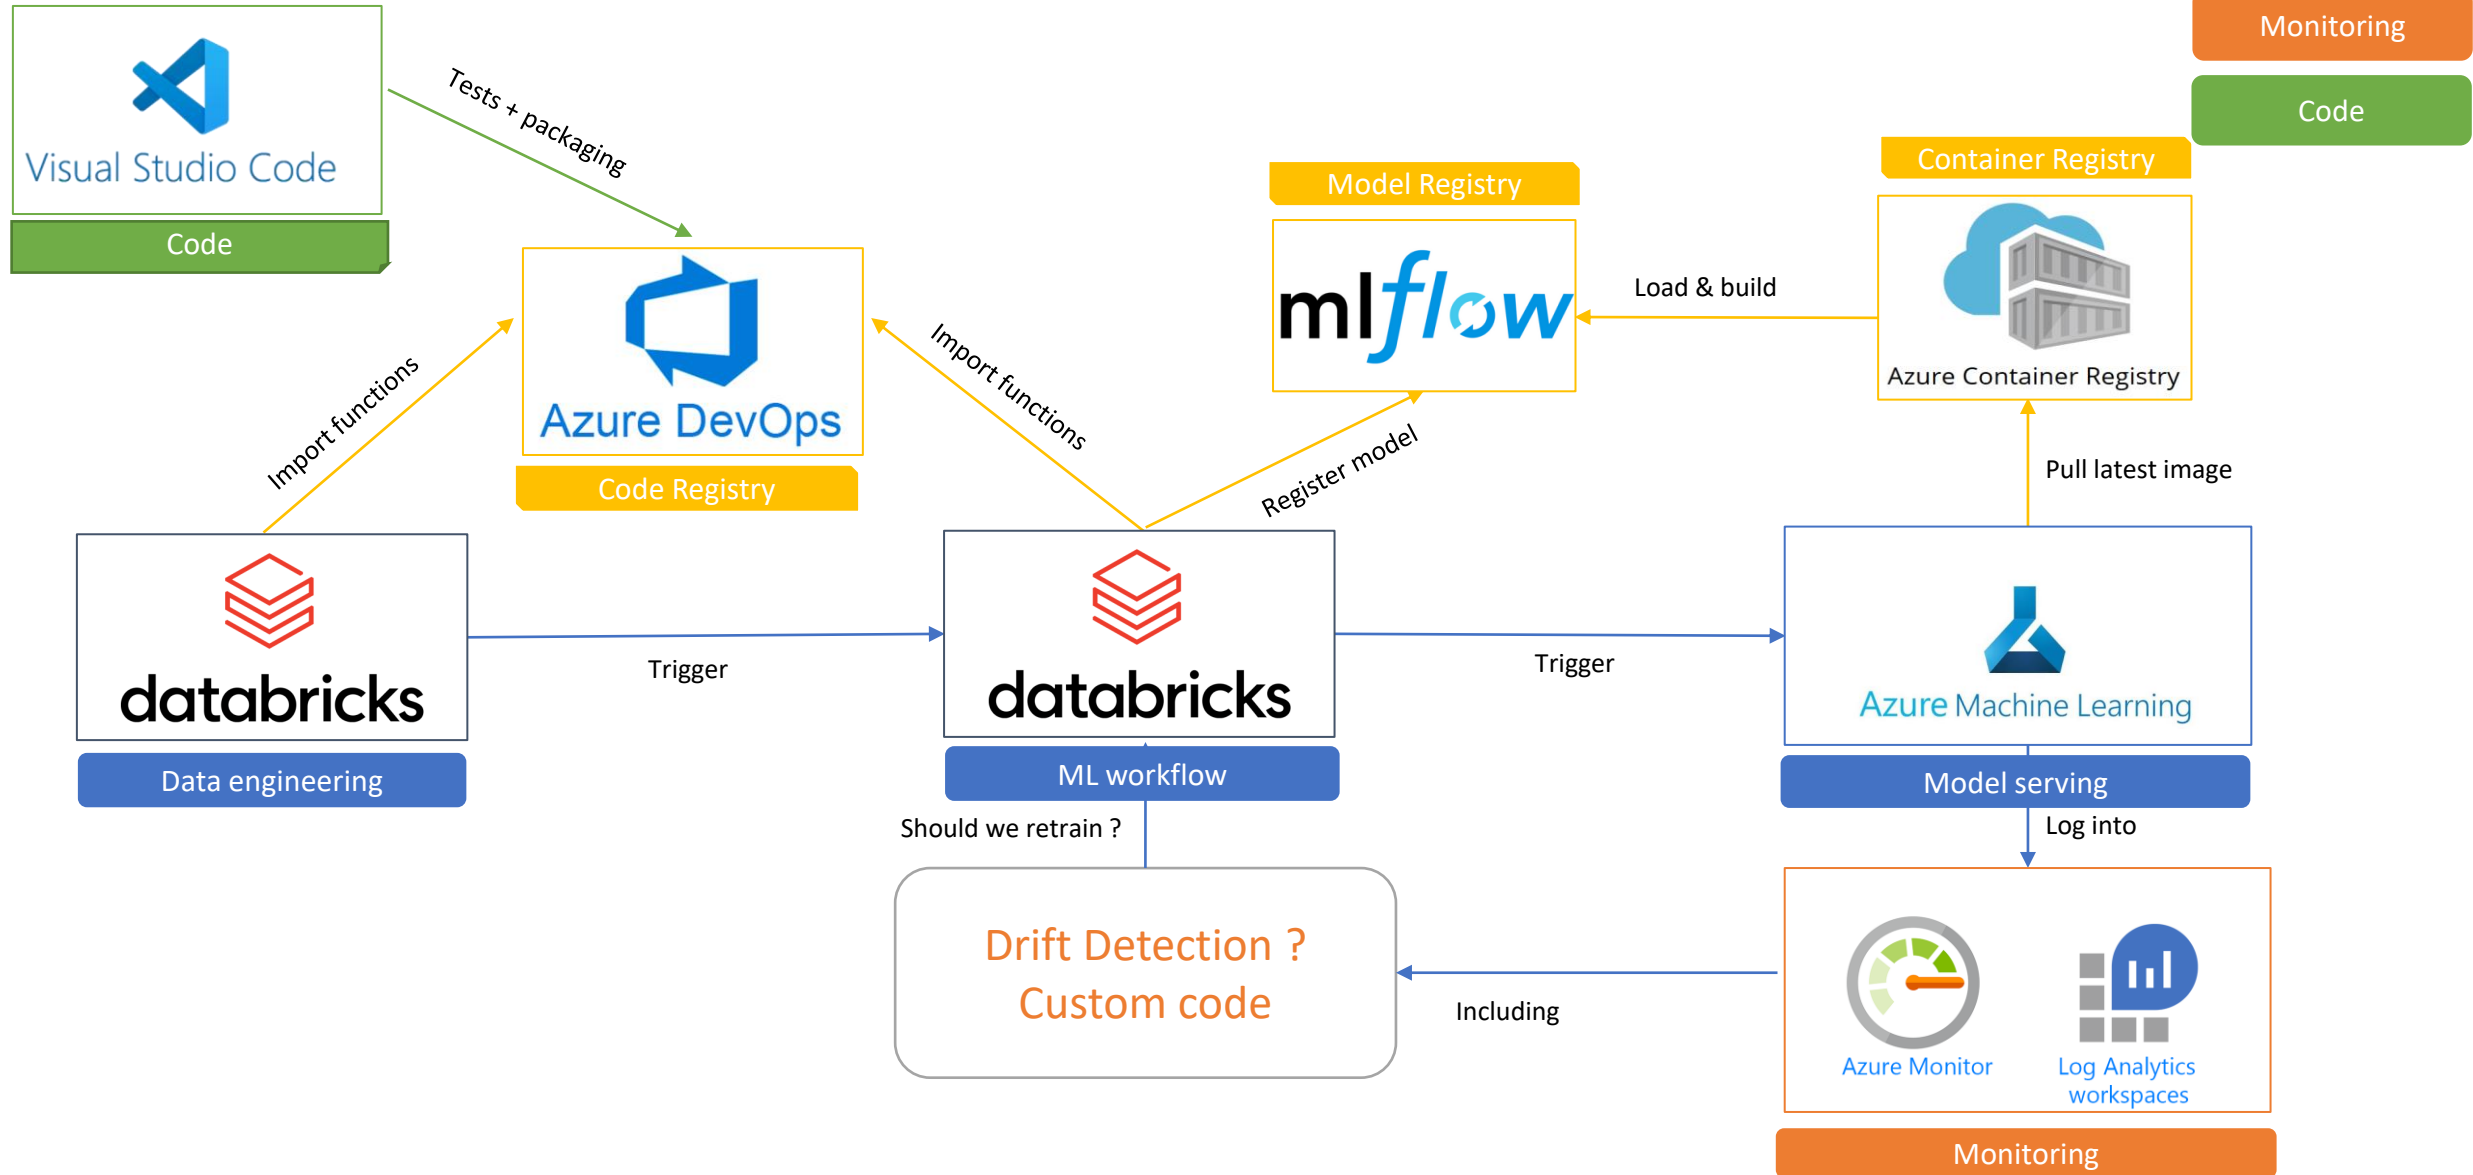 Monitoring
Code
Visual Studio Code
Code
Tests + packaging
Model Registry
Container Registry
mlflow
Load & build
Azure Container Registry
Azure DevOps
Code Registry
Import functions
Import functions
Register model
Pull latest image
databricks
Data engineering
Trigger
databricks
ML workflow
Trigger
Azure Machine Learning
Model serving
Should we retrain ?
Log into
Drift Detection ?
Custom code
Including
Azure Monitor
Log Analytics
workspaces
Monitoring